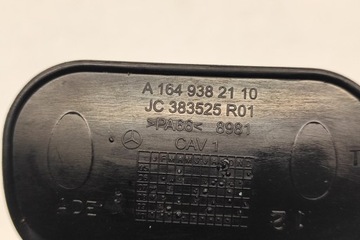 A 164 938 21 10
JC 383525 R01
>PA66< 8981
CAV 1